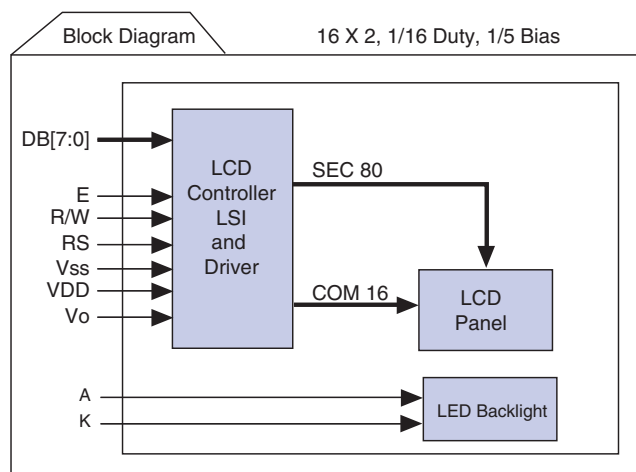 Block Diagram
16 X 2, 1/16 Duty, 1/5 Bias
DB[7:0]
E
R/W
RS
Vss
VDD
Vo
LCD
Controller
LSI
and
Driver
SEC 80
COM 16
LCD
Panel
A
K
LED Backlight